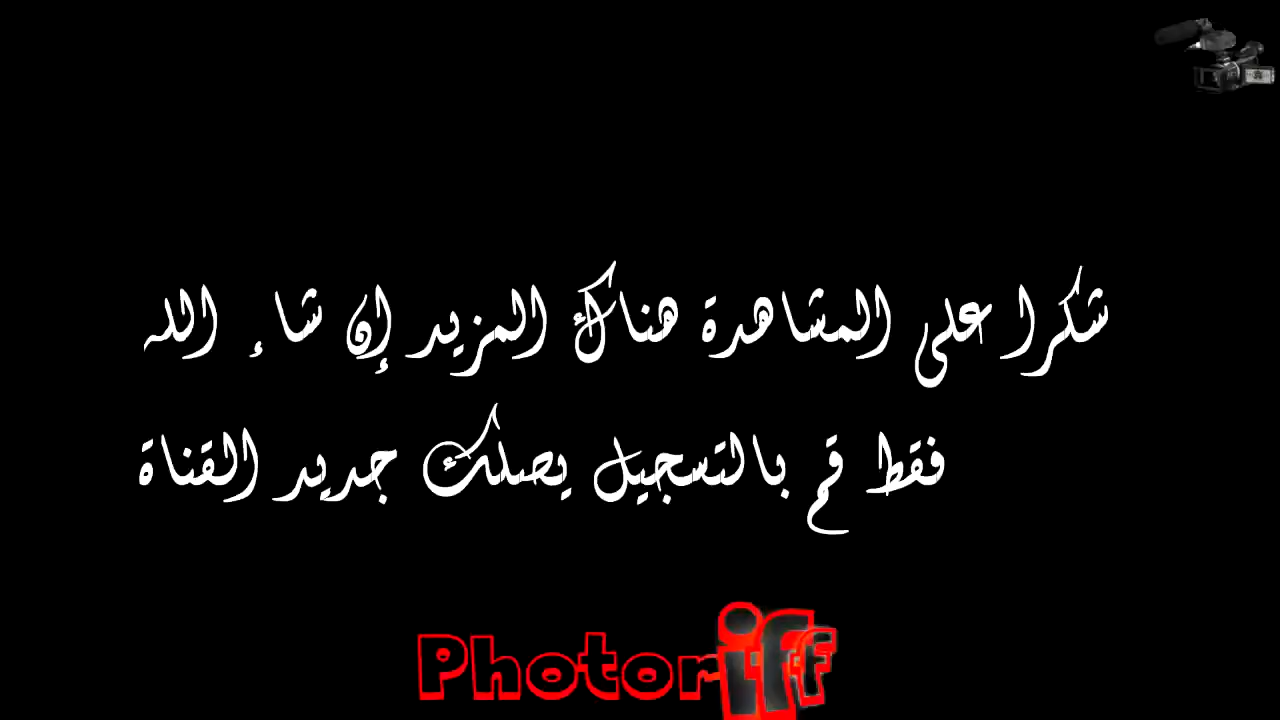 شكرا على المشاهدة هناك المزيد إن شاء الله
فقط قم بالتسجيل يصلك جديد القناة
Photoriff